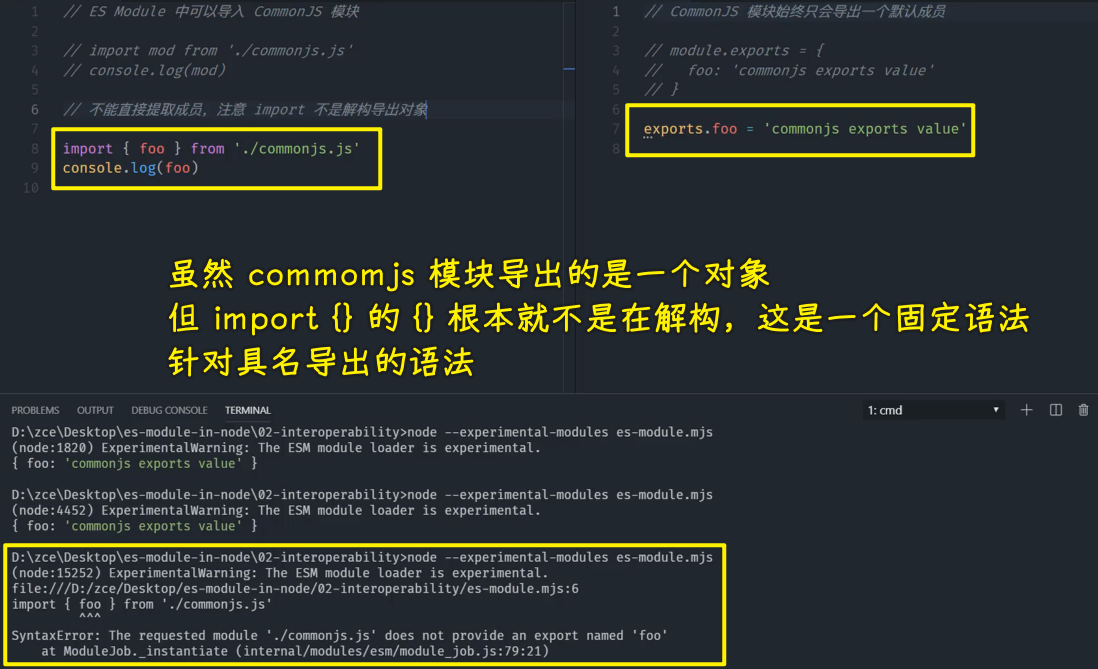 1 // ES Module 中可以导入 CommonJS 模块
2
3 // import mod from './commonjs.js'
4 // console.log(mod)
5
6 // 不能直接提取成员，注意 import 不是解构导出对象
7
8 import { foo } from './commonjs.js'
9 console.log(foo)
10
1 // CommonJS 模块始终只会导出一个默认成员
2
3 // module.exports = {
4 //   foo: 'commonjs exports value'
5 // }
6
7 exports.foo = 'commonjs exports value'
8
虽然 commomjs 模块导出的是一个对象
但 import {} 的 {} 根本就不是在解构，这是一个固定语法
针对具名导出的语法
PROBLEMS OUTPUT DEBUG CONSOLE TERMINAL 1: cmd
D:\zce\Desktop\es-module-in-node\02-interoperability>node --experimental-modules es-module.mjs
(node:1820) ExperimentalWarning: The ESM module loader is experimental.
{ foo: 'commonjs exports value' }
D:\zce\Desktop\es-module-in-node\02-interoperability>node --experimental-modules es-module.mjs
(node:4452) ExperimentalWarning: The ESM module loader is experimental.
{ foo: 'commonjs exports value' }
D:\zce\Desktop\es-module-in-node\02-interoperability>node --experimental-modules es-module.mjs
(node:15252) ExperimentalWarning: The ESM module loader is experimental.
file:///D:/zce/Desktop/es-module-in-node/02-interoperability/es-module.mjs:6
import { foo } from './commonjs.js'
^^^
SyntaxError: The requested module './commonjs.js' does not provide an export named 'foo'
at ModuleJob._instantiate (internal/modules/esm/module_job.js:79:21)